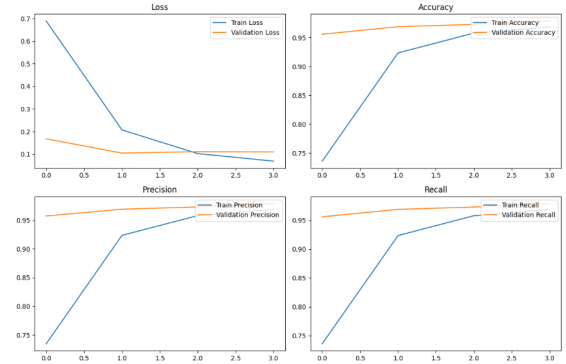 Loss
Train Loss
Validation Loss
0.7
0.6
0.5
0.4
0.3
0.2
0.1
0.0 0.5 1.0 1.5 2.0 2.5 3.0
Accuracy
Train Accuracy
Validation Accuracy
0.95
0.90
0.85
0.80
0.75
0.0 0.5 1.0 1.5 2.0 2.5 3.0
Precision
Train Precision
Validation Precision
0.95
0.90
0.85
0.80
0.75
0.0 0.5 1.0 1.5 2.0 2.5 3.0
Recall
Train Recall
Validation Recall
0.95
0.90
0.85
0.80
0.75
0.0 0.5 1.0 1.5 2.0 2.5 3.0